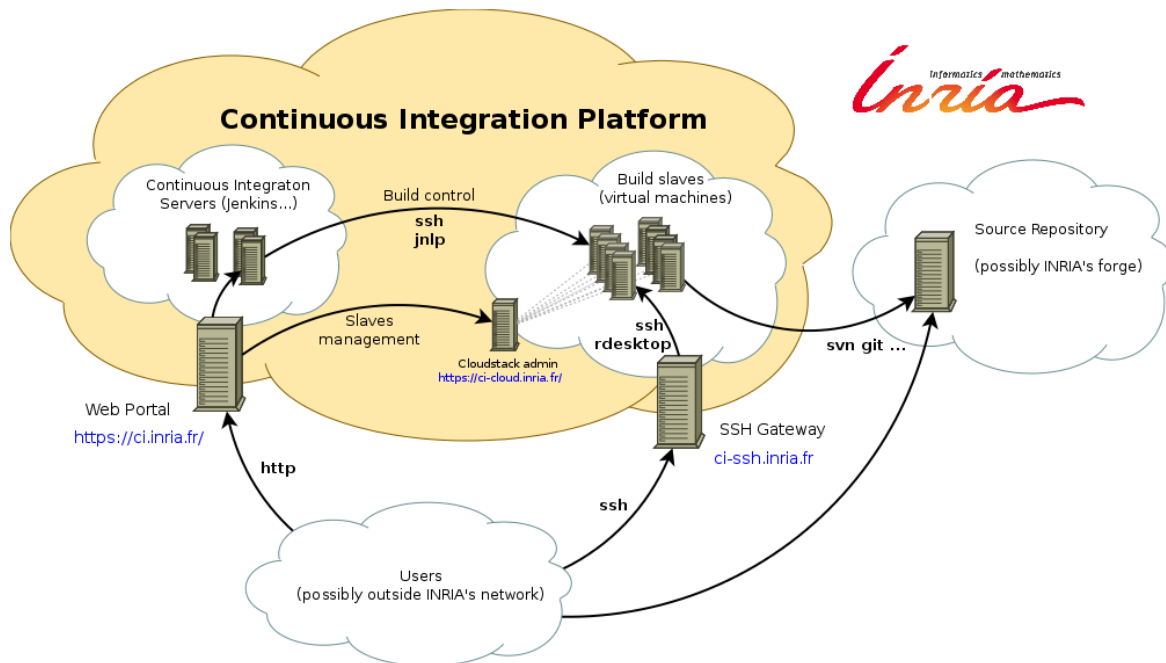 informatics mathematics
inria
Continuous Integration Platform
Continuous Integraton
Servers (Jenkins...)
Build control
ssh
jnlp
Build slaves
(virtual machines)
Source Repository
(possibly INRIA's forge)
Slaves
management
ssh
rdesktop
svn git ...
Cloudstack admin
https://ci-cloud.inria.fr/
Web Portal
https://ci.inria.fr/
SSH Gateway
ci-ssh.inria.fr
http
ssh
Users
(possibly outside INRIA's network)